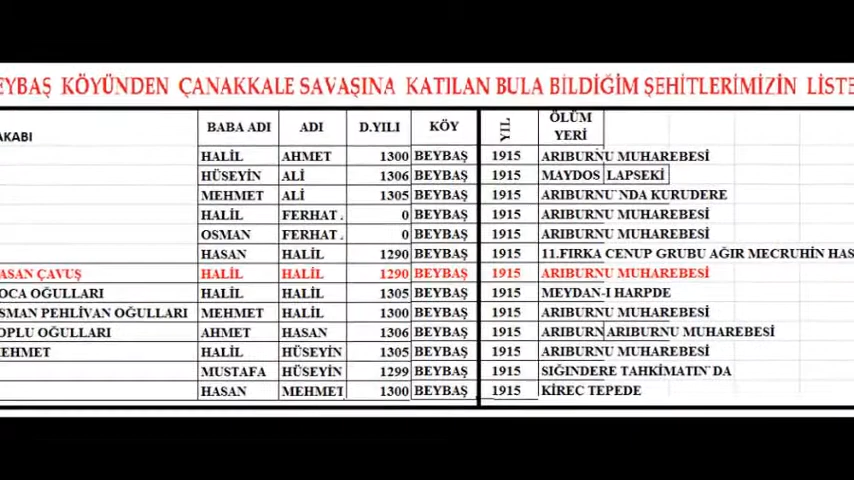 EYBAŞ KÖYÜNDEN ÇANAKKALE SAVAŞINA KATILAN BULA BİLDİĞİM ŞEHİTLERİMİZİN LİSTE
AKABI BABA ADI ADI D.YILI KÖY YIL ÖLÜM YERİ
HALİL AHMET 1300 BEYBAŞ 1915 ARIBURNU MUHAREBESİ
HÜSEYİN ALİ 1306 BEYBAŞ 1915 MAYDOS LAPSEKİ
MEHMET ALİ 1305 BEYBAŞ 1915 ARIBURNU`NDA KURUDERE
HALİL FERHAT 0 BEYBAŞ 1915 ARIBURNU MUHAREBESİ
OSMAN FERHAT 0 BEYBAŞ 1915 ARIBURNU MUHAREBESİ
HASAN HALİL 1290 BEYBAŞ 1915 11.FIRKA CENUP GRUBU AĞIR MECRUHİN HAS
ASAN ÇAVUŞ HALİL HALİL 1290 BEYBAŞ 1915 ARIBURNU MUHAREBESİ
OCA OĞULLARI HALİL HALİL 1305 BEYBAŞ 1915 MEYDAN-I HARPDE
SMAN PEHLİVAN OĞULLARI MEHMET HALİL 1300 BEYBAŞ 1915 ARIBURNU MUHAREBESİ
OPLU OĞULLARI AHMET HASAN 1306 BEYBAŞ 1915 ARIBURN ARIBURNU MUHAREBESİ
MEHMET HALİL HÜSEYİN 1305 BEYBAŞ 1915 ARIBURNU MUHAREBESİ
MUSTAFA HÜSEYİN 1299 BEYBAŞ 1915 SIĞINDERE TAHKİMATIN`DA
HASAN MEHMET 1300 BEYBAŞ 1915 KİREC TEPEDE